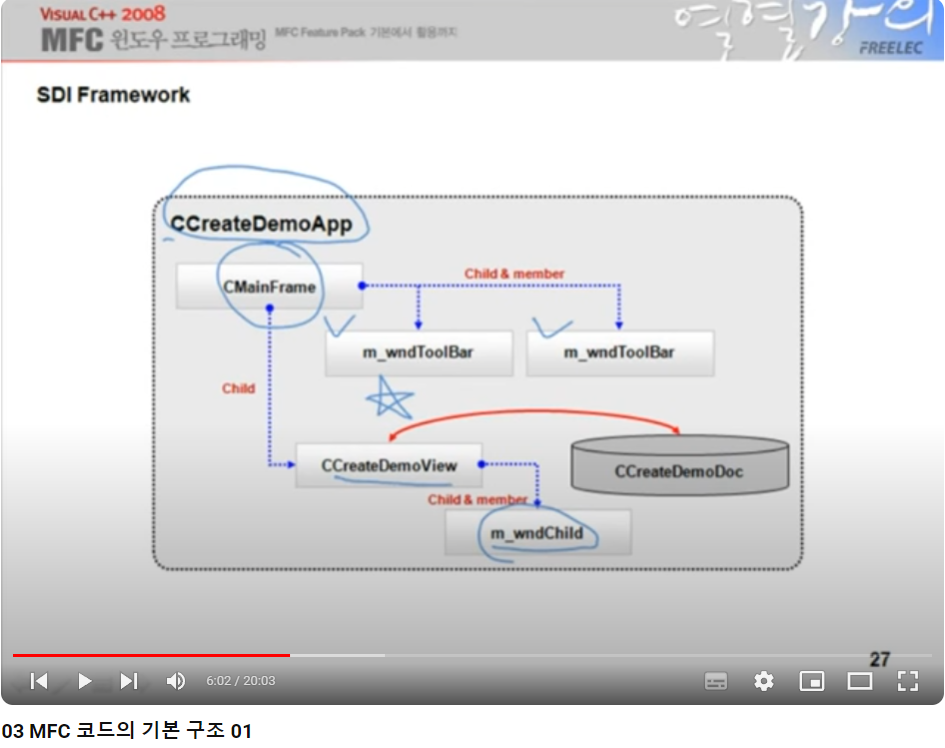 VISUAL C++ 2008
MFC 윈도우 프로그래밍 MFC Feature Pack 기본에서 활용까지
열혈강의
FREELEC
SDI Framework
CCreateDemoApp
CMainFrame
Child & member
m_wndToolBar m_wndToolBar
Child
CCreateDemoView
CCreateDemoDoc
Child & member
m_wndChild
27
6:02 / 20:03
03 MFC 코드의 기본 구조 01